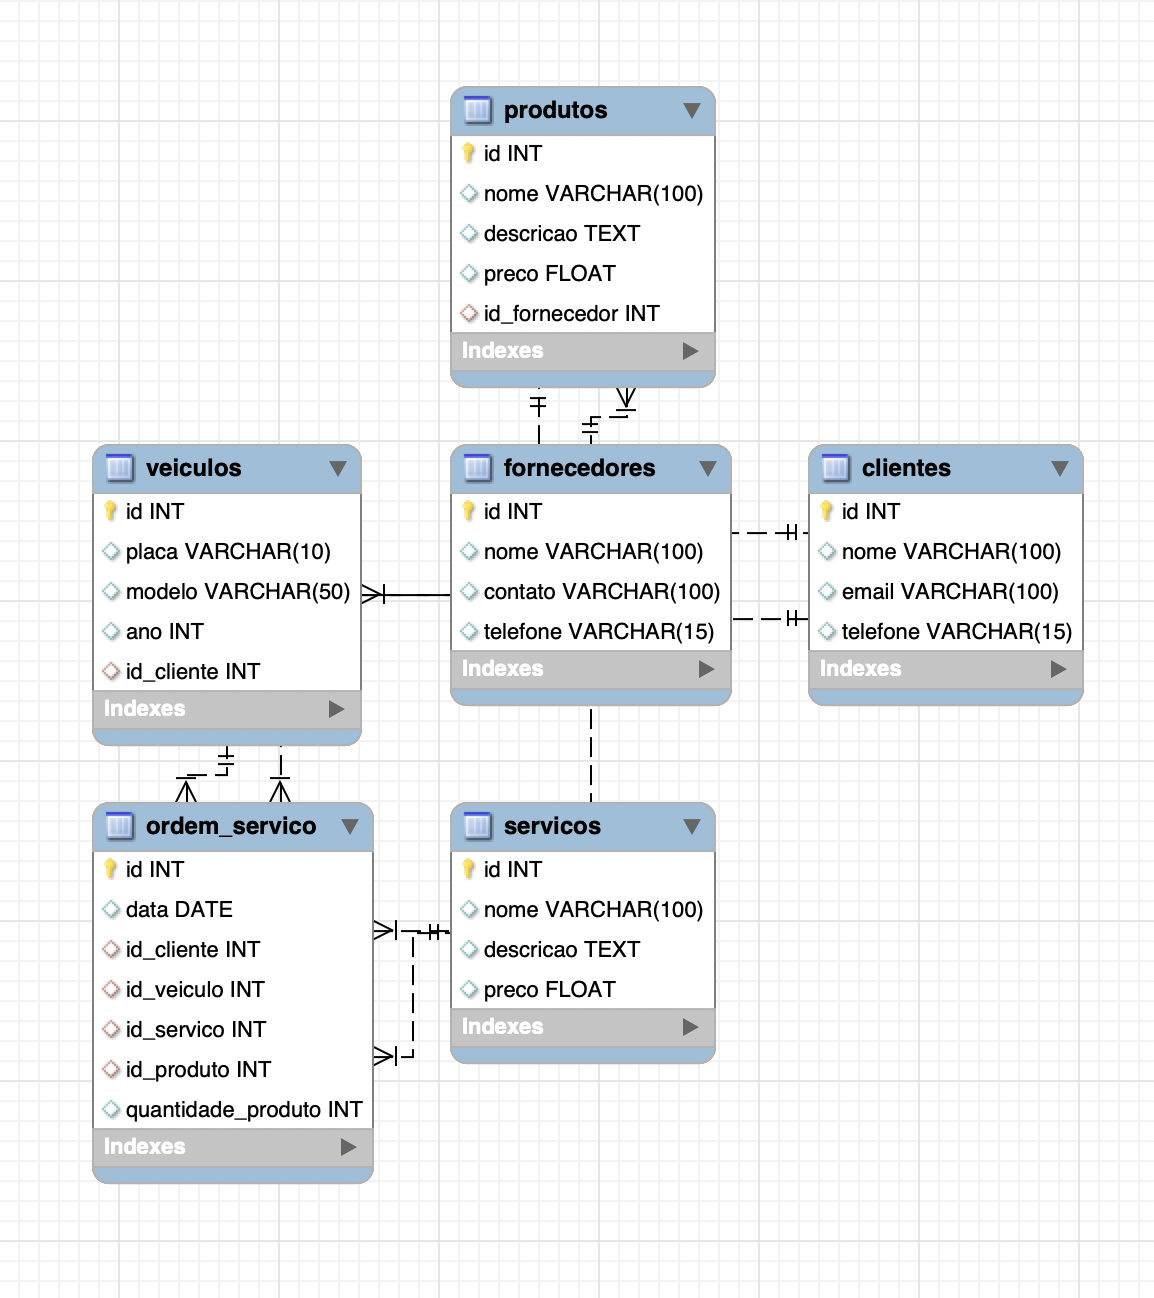 produtos
id INT
nome VARCHAR(100)
descricao TEXT
preco FLOAT
id_fornecedor INT
Indexes
veiculos
id INT
placa VARCHAR(10)
modelo VARCHAR(50)
ano INT
id_cliente INT
Indexes
fornecedores
id INT
nome VARCHAR(100)
contato VARCHAR(100)
telefone VARCHAR(15)
Indexes
clientes
id INT
nome VARCHAR(100)
email VARCHAR(100)
telefone VARCHAR(15)
Indexes
ordem_servico
id INT
data DATE
id_cliente INT
id_veiculo INT
id_servico INT
id_produto INT
quantidade_produto INT
Indexes
servicos
id INT
nome VARCHAR(100)
descricao TEXT
preco FLOAT
Indexes